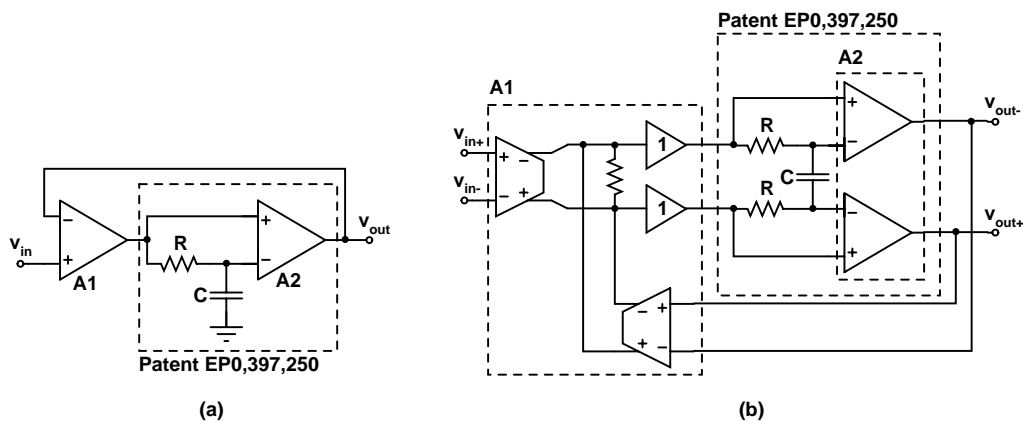 v_in
−
+
A1
R
C
+
−
A2
v_out
Patent EP0,397,250
(a)
Patent EP0,397,250
A1
A2
v_in+
v_in-
+
−
−
+
1
1
R
R
C
+
−
−
+
v_out-
v_out+
−
+
+
−
(b)